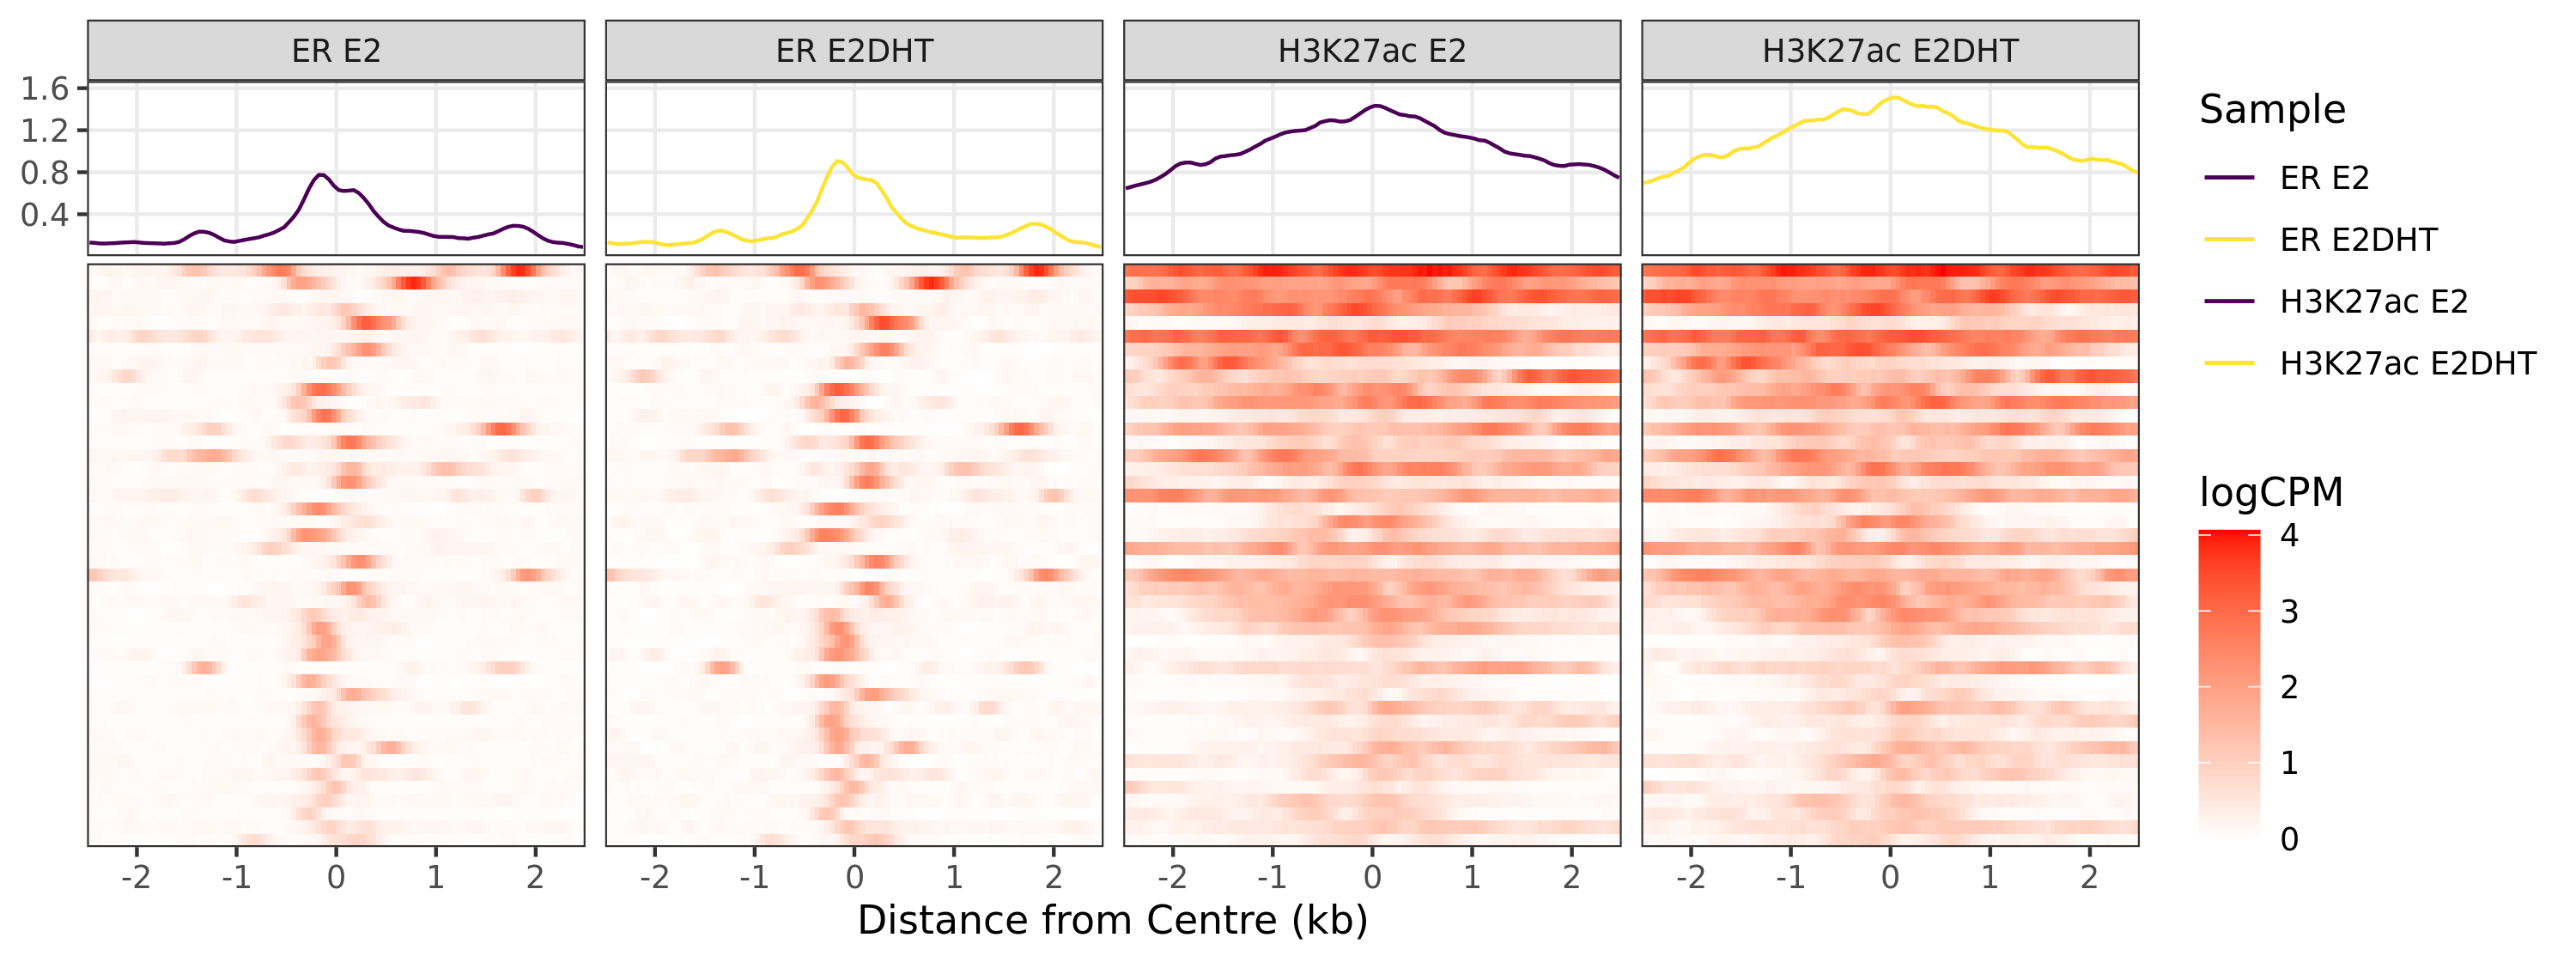 ER E2
ER E2DHT
H3K27ac E2
H3K27ac E2DHT
1.6
1.2
0.8
0.4
-2 -1 0 1 2
-2 -1 0 1 2
-2 -1 0 1 2
-2 -1 0 1 2
Distance from Centre (kb)
Sample
ER E2
ER E2DHT
H3K27ac E2
H3K27ac E2DHT
logCPM
4
3
2
1
0